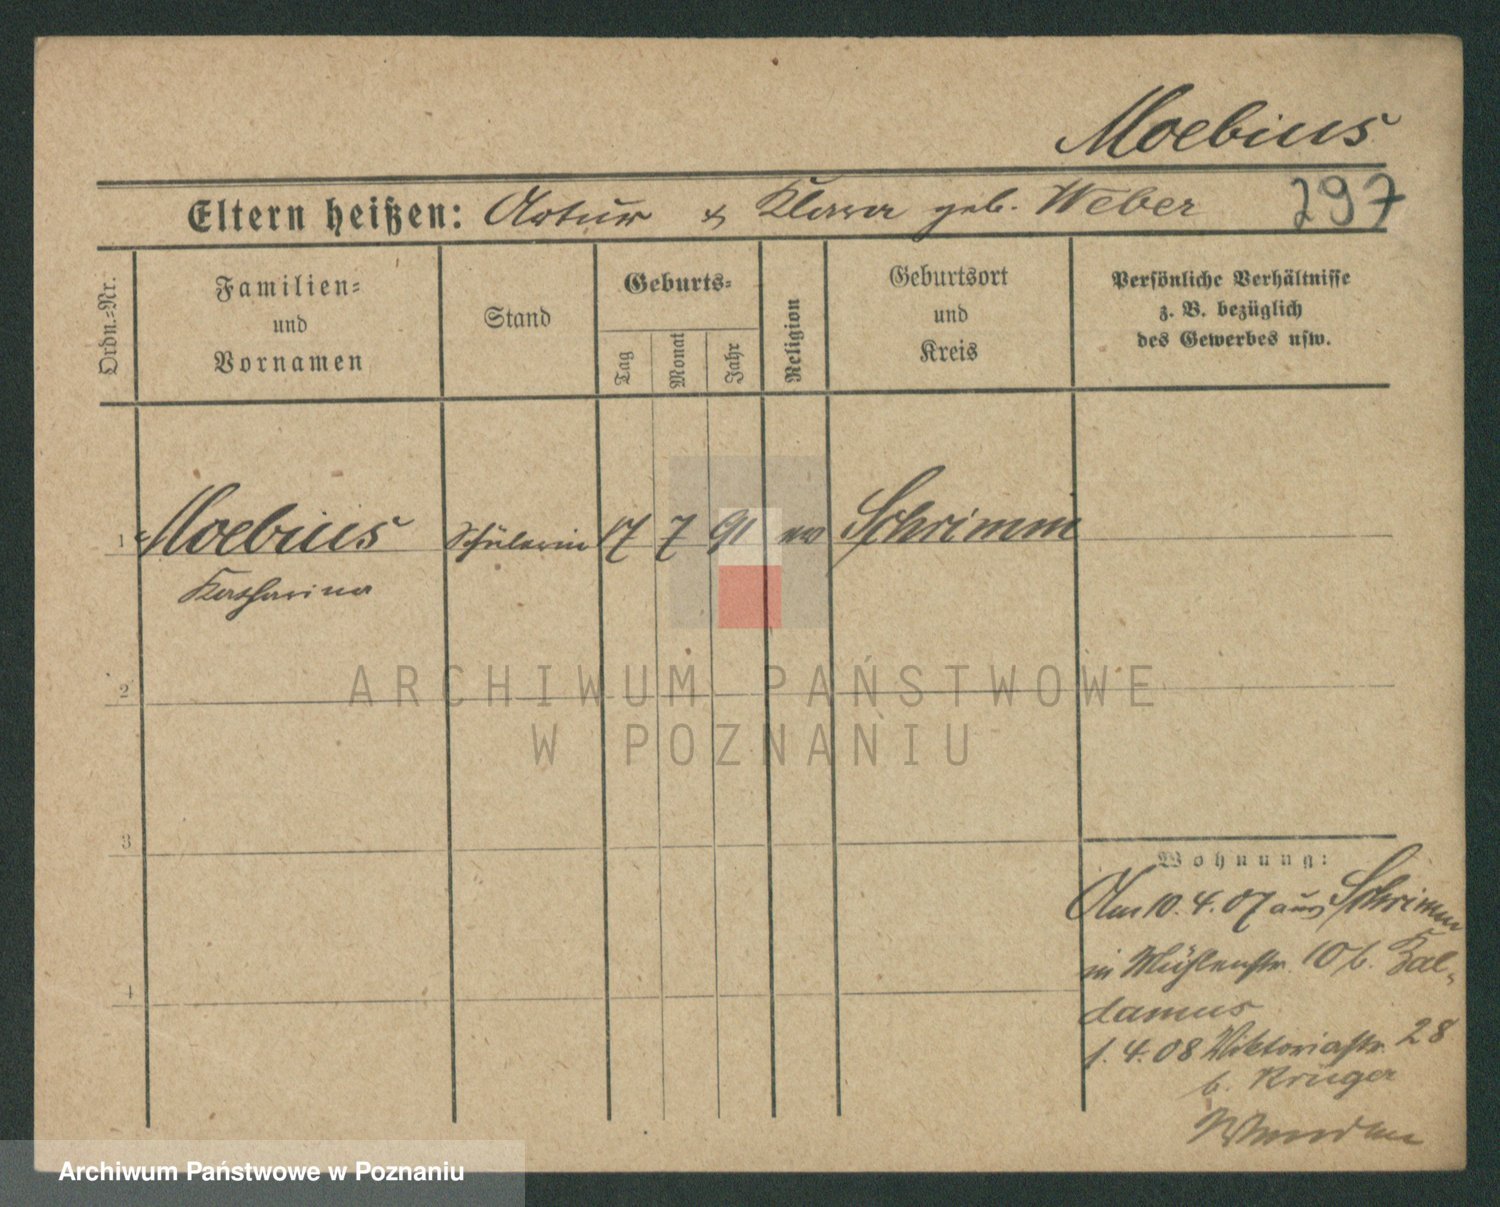 Moebius
Eltern heißen: Artur & Klara geb. Weber 297
Ordn.-Nr.
Familien-
und
Vornamen
Stand
Geburts-
Tag
Monat
Jahr
Religion
Geburtsort
und
Kreis
Persönliche Verhältnisse
z. B. bezüglich
des Gewerbes usw.
1 Moebius Schülerin 17 7 91 ev Schrimm
Katharina
2
3
4
Wohnung:
Am 10.4.07 aus Schrimm
in Mühlenstr. 10 b. Kal-
damus
1. 4. 08 Viktoriastr. 28
b. Krüger
ARCHIWUM PAŃSTWOWE
W POZNANIU
Archiwum Państwowe w Poznaniu